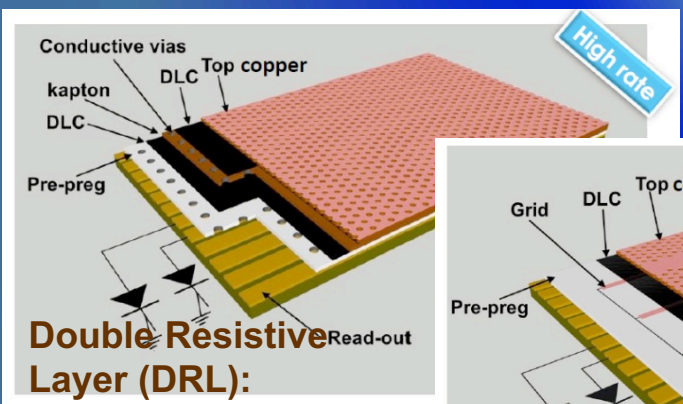 High rate
Conductive vias
DLC
Top copper
kapton
DLC
Pre-preg
Read-out
Double Resistive
Layer (DRL):
Grid
DLC
Top c
Pre-preg